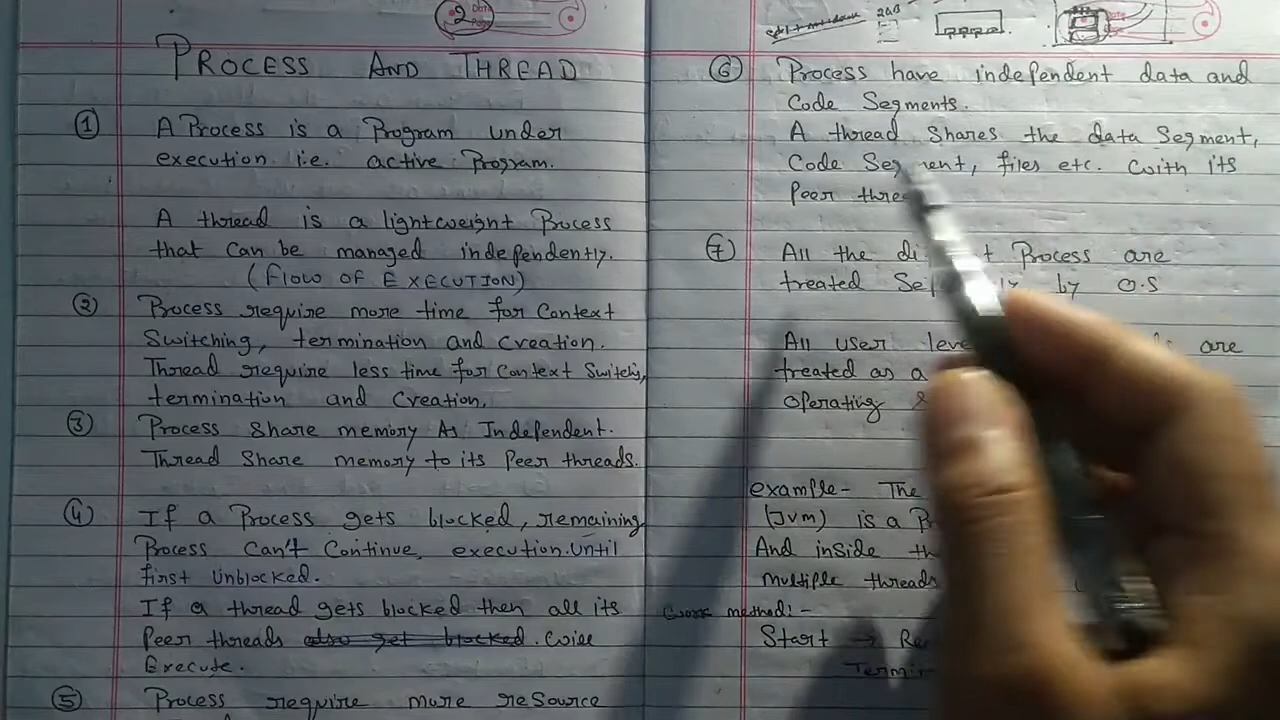 2
PROCESS AND THREAD
① A Process is a Program under
execution i.e. active Program.
A thread is a lightweight Process
that Can be managed independently.
(FLOW OF EXECUTION)
② Process require more time for Context
Switching, termination and creation.
Thread require less time for Context Switch,
termination and Creation.
③ Process Share memory As Independent.
Thread Share memory to its Peer threads.
④ If a Process gets blocked, remaining
Process Can't Continue execution Until
first Unblocked.
If a thread gets blocked then all its
Peer threads also get blocked. Will
Execute.
⑤ Process require more reSource
2GB
⑥ Process have independent data and
Code Segments.
A thread Shares the data Segment,
Code Segment, files etc. with its
Peer
⑦ All the Process are
treated by O.S
All user are
treated as
Operating
example- The
(JVM) is a
And inside
multiple threads
method:-
Start →